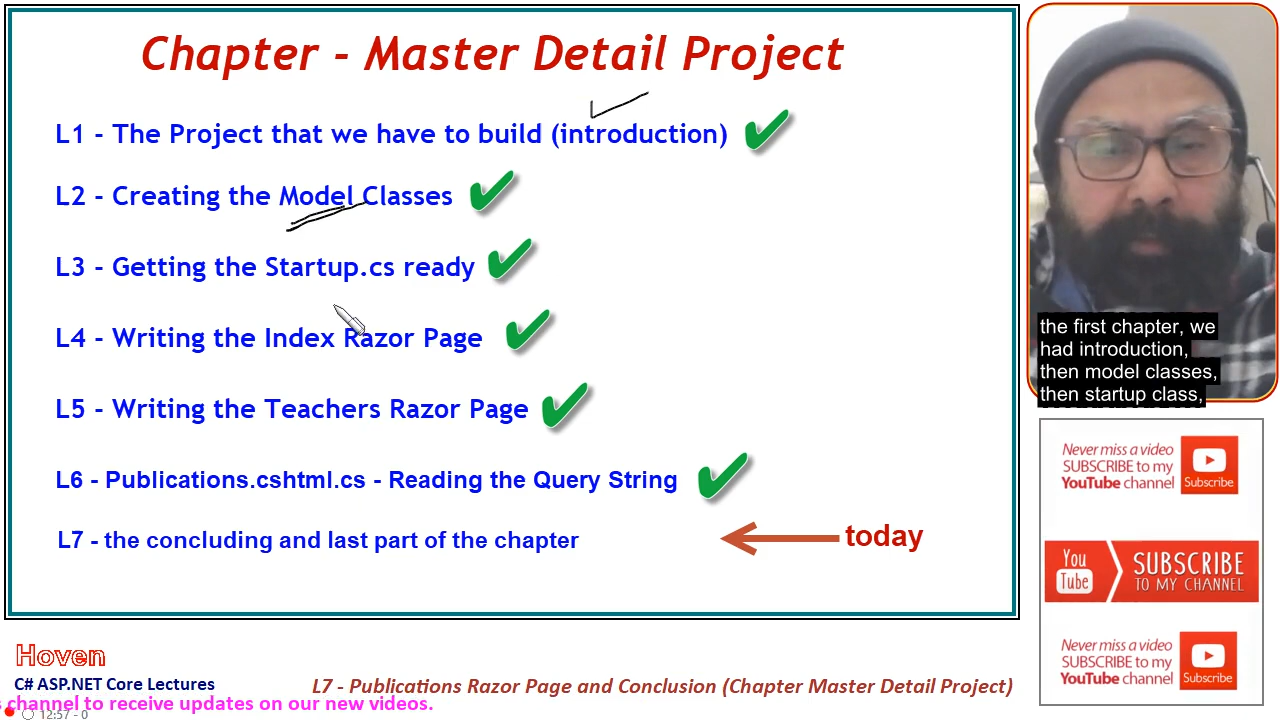 Chapter - Master Detail Project
L1 - The Project that we have to build (introduction)
L2 - Creating the Model Classes
L3 - Getting the Startup.cs ready
L4 - Writing the Index Razor Page
L5 - Writing the Teachers Razor Page
L6 - Publications.cshtml.cs - Reading the Query String
L7 - the concluding and last part of the chapter
today
the first chapter, we
had introduction,
then model classes,
then startup class,
Never miss a video
SUBSCRIBE to my
YouTube channel
Subscribe
You
Tube
SUBSCRIBE
TO MY CHANNEL
Never miss a video
SUBSCRIBE to my
YouTube channel
Subscribe
Hoven
C# ASP.NET Core Lectures
L7 - Publications Razor Page and Conclusion (Chapter Master Detail Project)
channel to receive updates on our new videos.
12:57 - 0